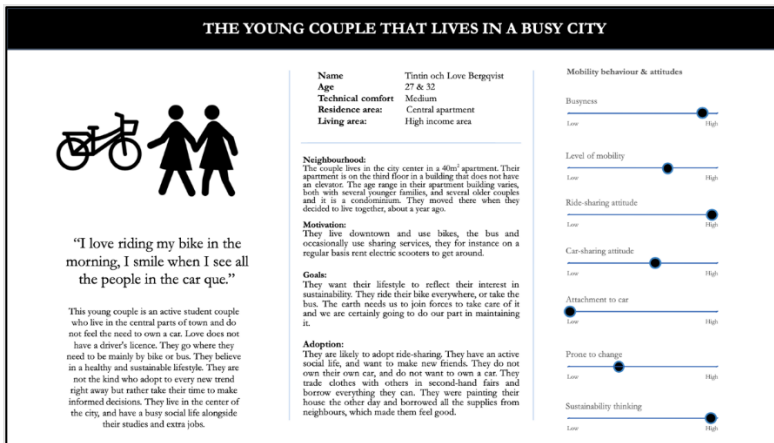 THE YOUNG COUPLE THAT LIVES IN A BUSY CITY
“I love riding my bike in the
morning, I smile when I see all
the people in the car que.”
This young couple is an active student couple
who live in the central parts of town and do
not feel the need to own a car. Love does not
have a driver’s licence. They go where they
need to be mainly by bike or bus. They believe
in a healthy and sustainable lifestyle. They are
not the kind who adopt to every new trend
right away but rather take their time to make
informed decisions. They live in the center of
the city, and have a busy social life alongside
their studies and extra jobs.
Name Tintin och Love Bergqvist
Age 27 & 32
Technical comfort Medium
Residence area: Central apartment
Living area: High income area
Neighbourhood:
The couple lives in the city center in a 40m² apartment. Their
apartment is on the third floor in a building that does not have
an elevator. The age range in their apartment building varies,
both with several younger families, and several older couples
and it is a condominium. They moved there when they
decided to live together, about a year ago.
Motivation:
They live downtown and use bikes, the bus and
occasionally use sharing services, they for instance on a
regular basis rent electric scooters to get around.
Goals:
They want their lifestyle to reflect their interest in
sustainability. They ride their bike everywhere, or take the
bus. The earth needs us to join forces to take care of it
and we are certainly going to do our part in maintaining
it.
Adoption:
They are likely to adopt ride-sharing. They have an active
social life, and want to make new friends. They do not
own their own car, and do not want to own a car. They
trade clothes with others in second-hand fairs and
borrow everything they can. They were painting their
house the other day and borrowed all the supplies from
neighbours, which made them feel good.
Mobility behaviour & attitudes
Busyness
Low High
Level of mobility
Low High
Ride-sharing attitude
Low High
Car-sharing attitude
Low High
Attachment to car
Low High
Prone to change
Low High
Sustainability thinking
Low High